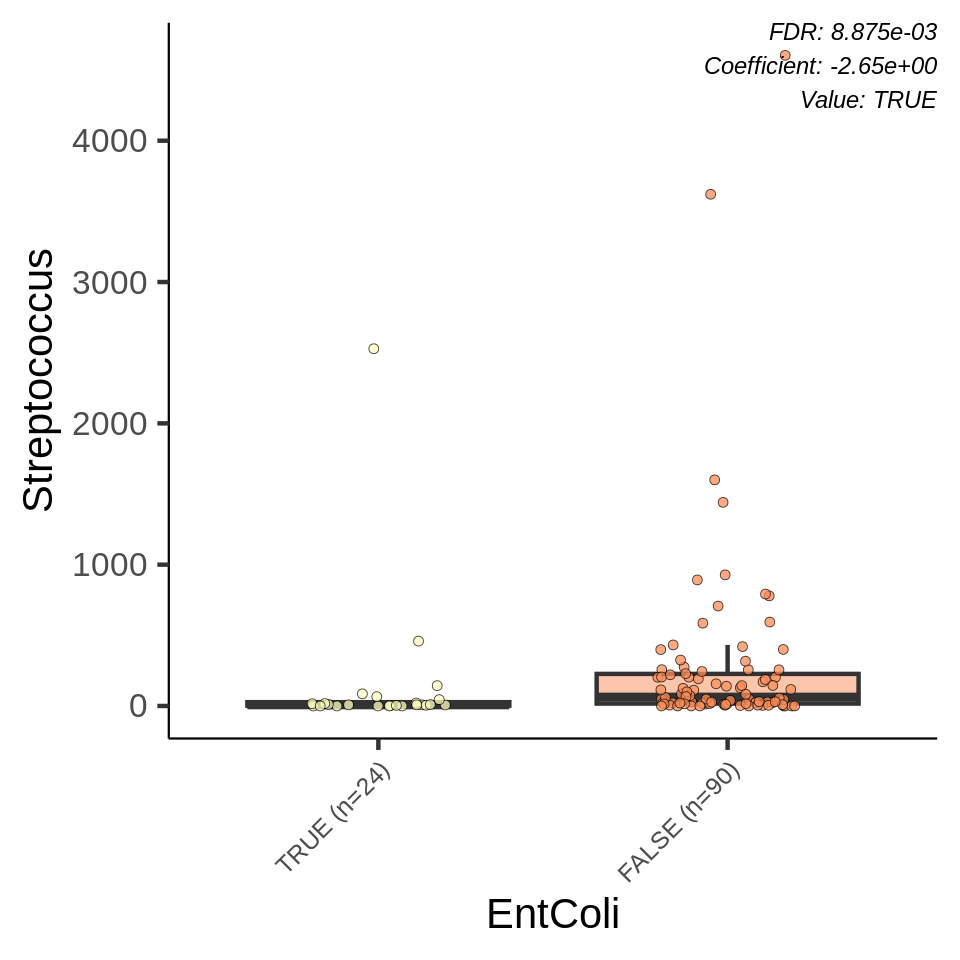 FDR: 8.875e-03
Coefficient: -2.65e+00
Value: TRUE
Streptococcus
4000
3000
2000
1000
0
TRUE (n=24)
FALSE (n=90)
EntColi